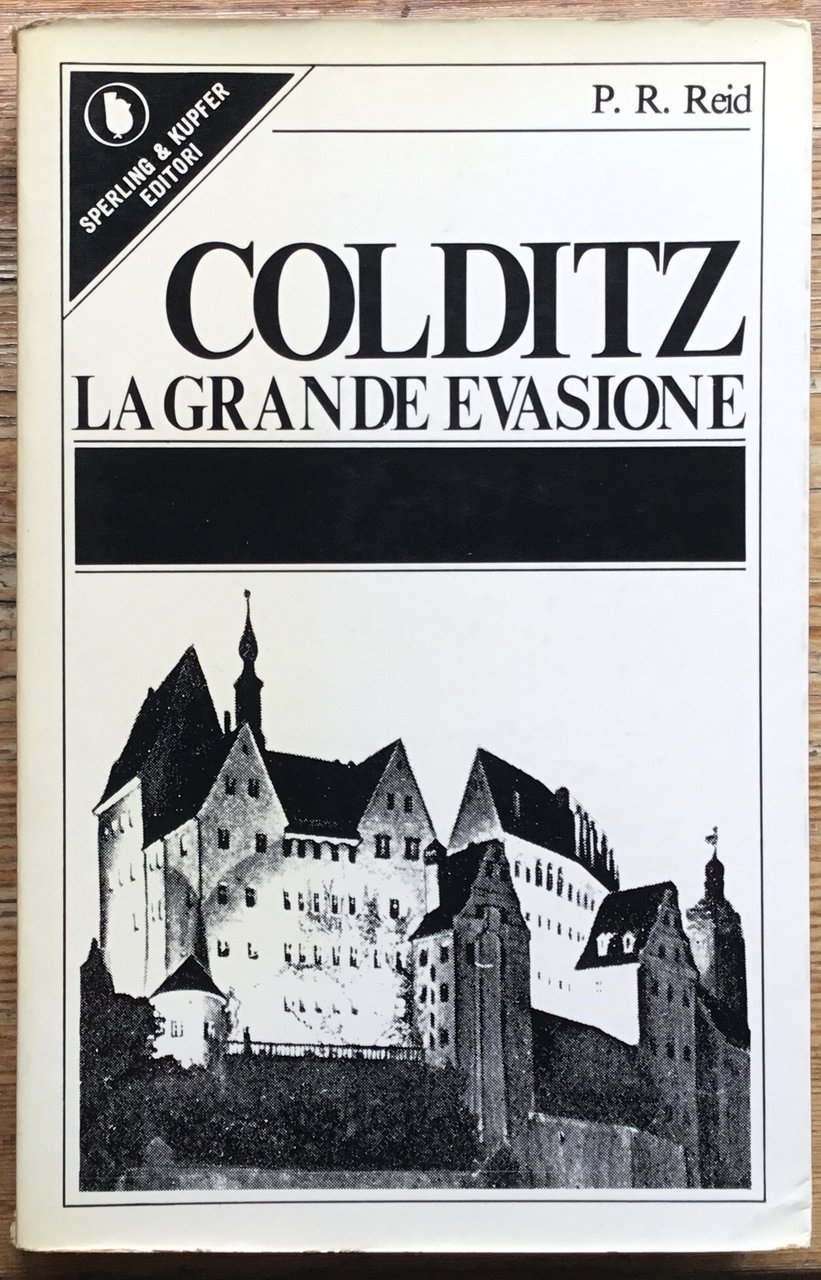 SPERLING & KUPFER
EDITORI
P. R. Reid
COLDITZ
LA GRANDE EVASIONE